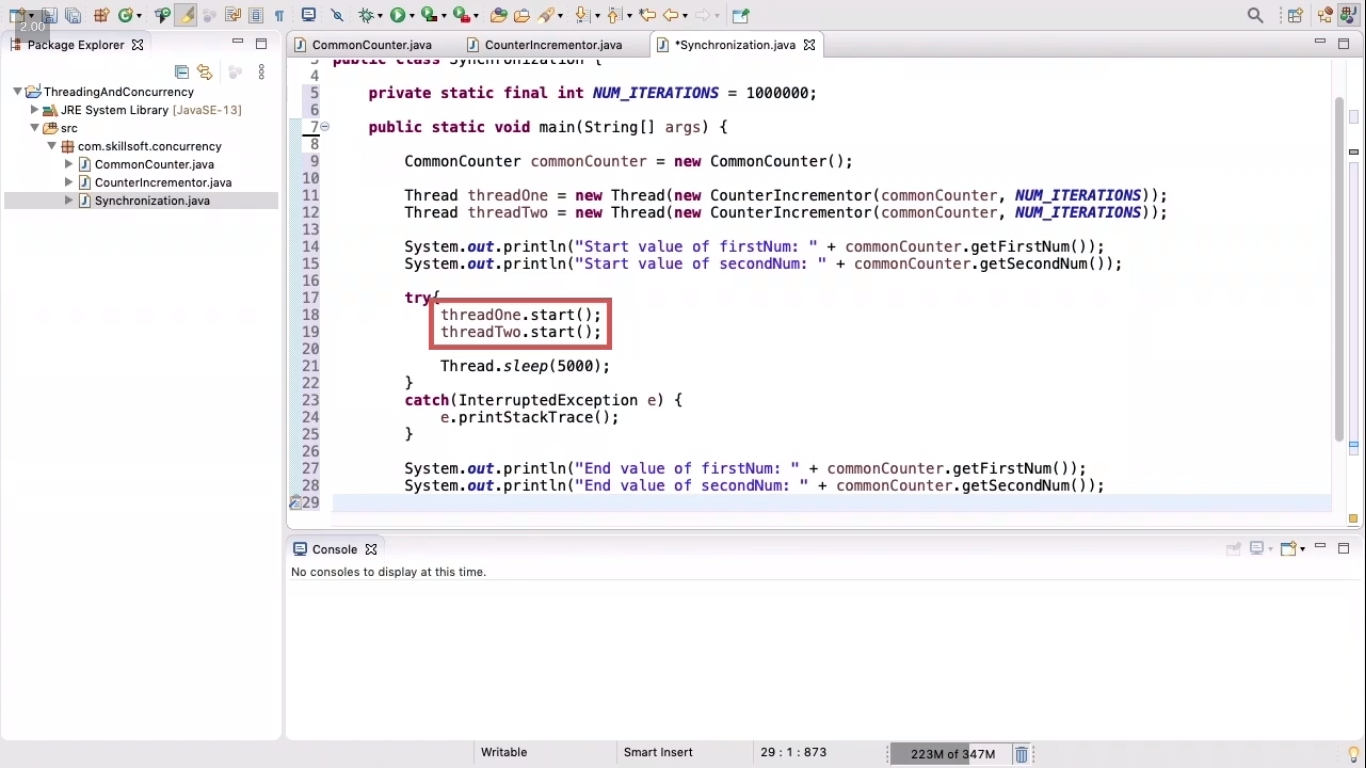 2.00
Package Explorer
CommonCounter.java
CounterIncrementor.java
*Synchronization.java
ThreadingAndConcurrency
JRE System Library [JavaSE-13]
src
com.skillsoft.concurrency
CommonCounter.java
CounterIncrementor.java
Synchronization.java
3 public class Synchronization {
4
5 private static final int NUM_ITERATIONS = 1000000;
6
7 public static void main(String[] args) {
8
9 CommonCounter commonCounter = new CommonCounter();
10
11 Thread threadOne = new Thread(new CounterIncrementor(commonCounter, NUM_ITERATIONS));
12 Thread threadTwo = new Thread(new CounterIncrementor(commonCounter, NUM_ITERATIONS));
13
14 System.out.println("Start value of firstNum: " + commonCounter.getFirstNum());
15 System.out.println("Start value of secondNum: " + commonCounter.getSecondNum());
16
17 try{
18 threadOne.start();
19 threadTwo.start();
20
21 Thread.sleep(5000);
22 }
23 catch(InterruptedException e) {
24 e.printStackTrace();
25 }
26
27 System.out.println("End value of firstNum: " + commonCounter.getFirstNum());
28 System.out.println("End value of secondNum: " + commonCounter.getSecondNum());
29
Console
No consoles to display at this time.
Writable
Smart Insert
29 : 1 : 873
223M of 347M